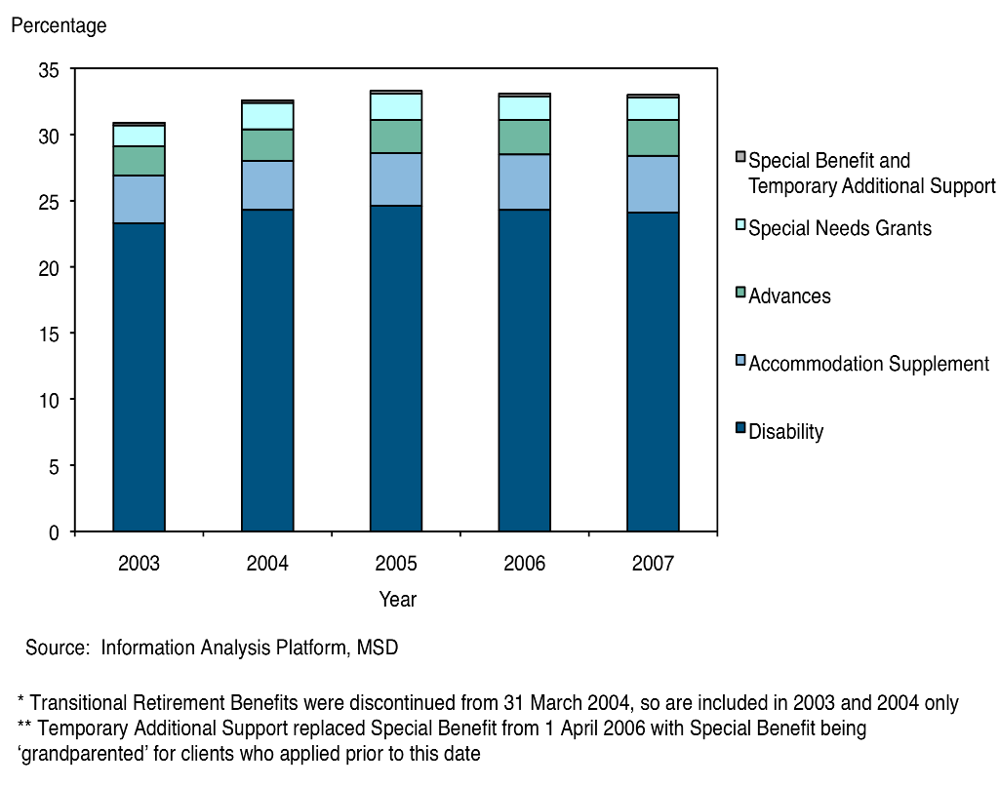 Percentage
35
30
25
20
15
10
5
0
2003 2004 2005 2006 2007
Year
Special Benefit and
Temporary Additional Support
Special Needs Grants
Advances
Accommodation Supplement
Disability
Source: Information Analysis Platform, MSD
* Transitional Retirement Benefits were discontinued from 31 March 2004, so are included in 2003 and 2004 only
** Temporary Additional Support replaced Special Benefit from 1 April 2006 with Special Benefit being
‘grandparented’ for clients who applied prior to this date